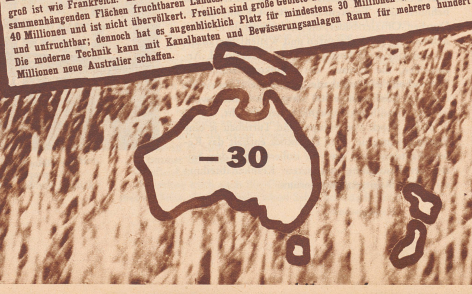 groß ist wie Frankreich.
sammenhängenden Flächen fruchtbaren Landes
40 Millionen und ist nicht übervölkert. Freilich sind große Gebiete
und unfruchtbar; dennoch hat es augenblicklich Platz für mindestens 30 Millionen
Die moderne Technik kann mit Kanalbauten und Bewässerungsanlagen Raum für mehrere hundert
Millionen neue Australier schaffen.
– 30